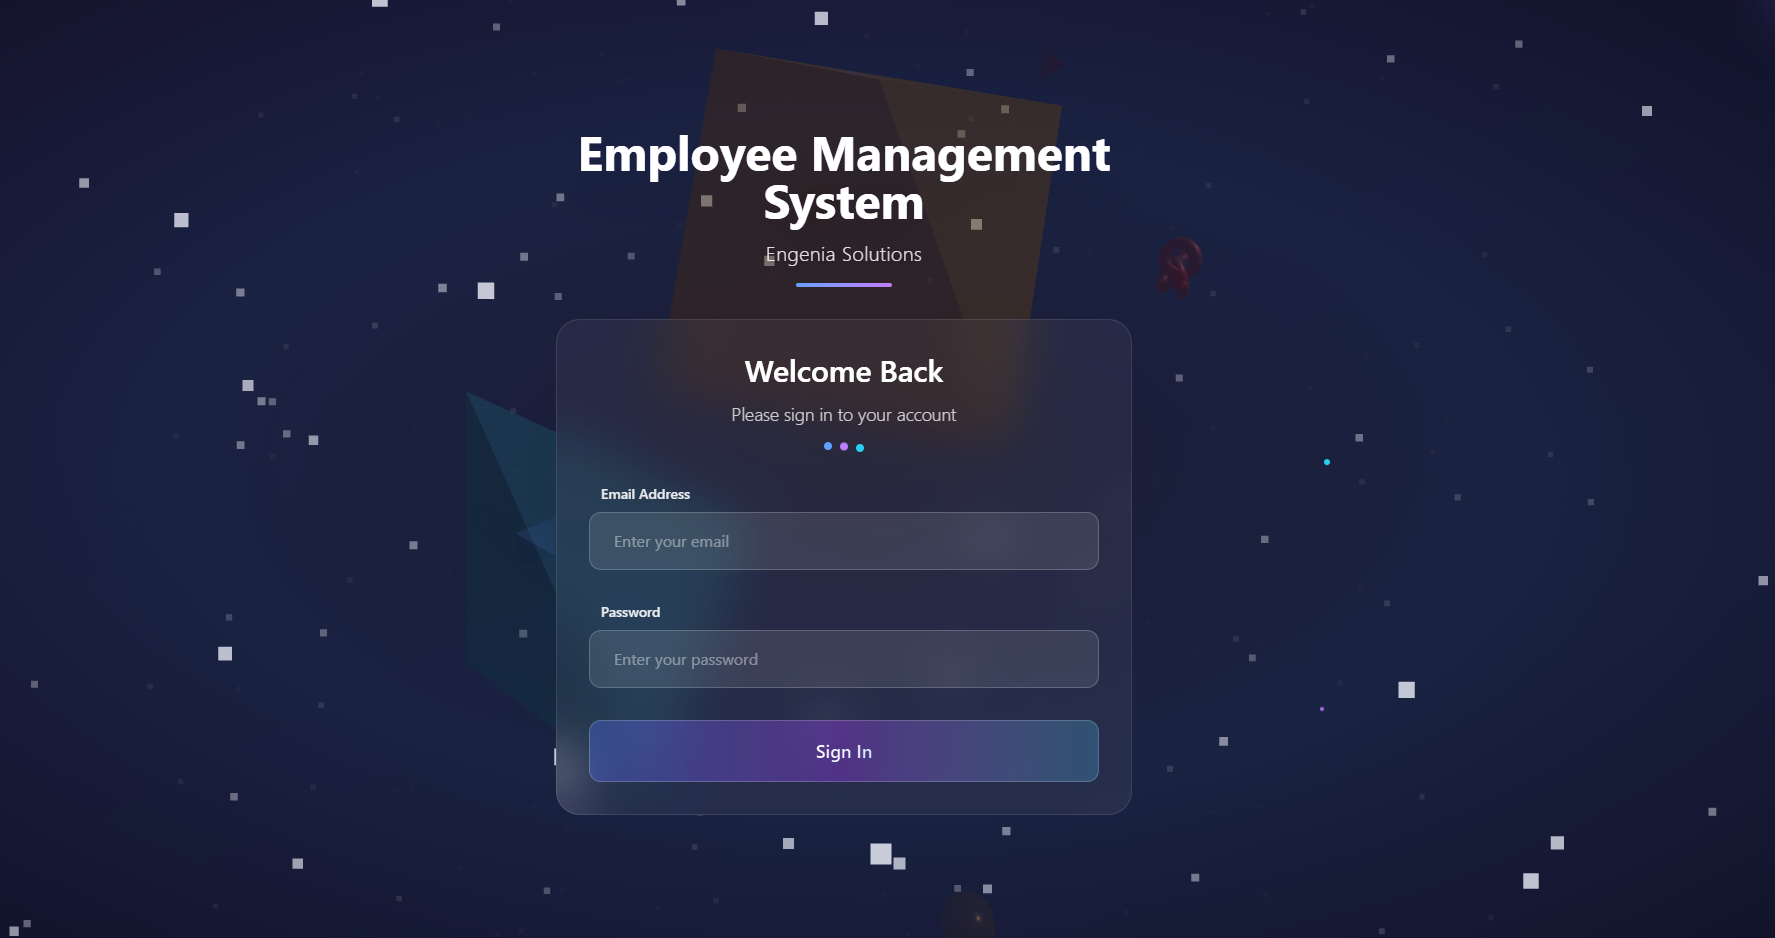 Employee Management
System
Engenia Solutions
Welcome Back
Please sign in to your account
Email Address
Enter your email
Password
Enter your password
Sign In